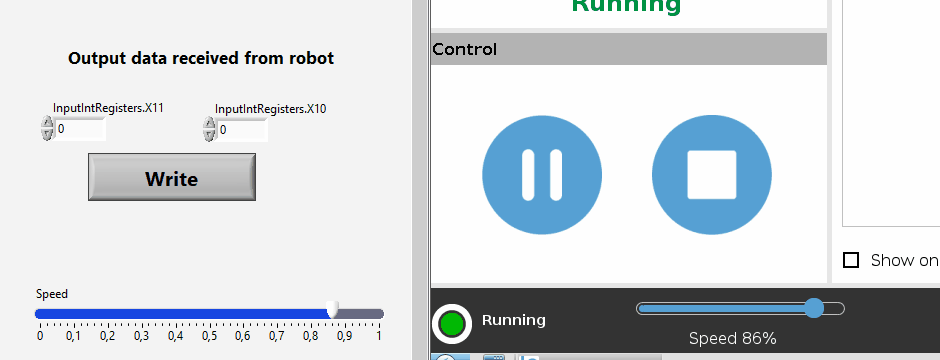 Output data received from robot
InputIntRegisters.X11
InputIntRegisters.X10
0
0
Write
Speed
0 0,1 0,2 0,3 0,4 0,5 0,6 0,7 0,8 0,9 1
Running
Control
Show on
Running
Speed 86%